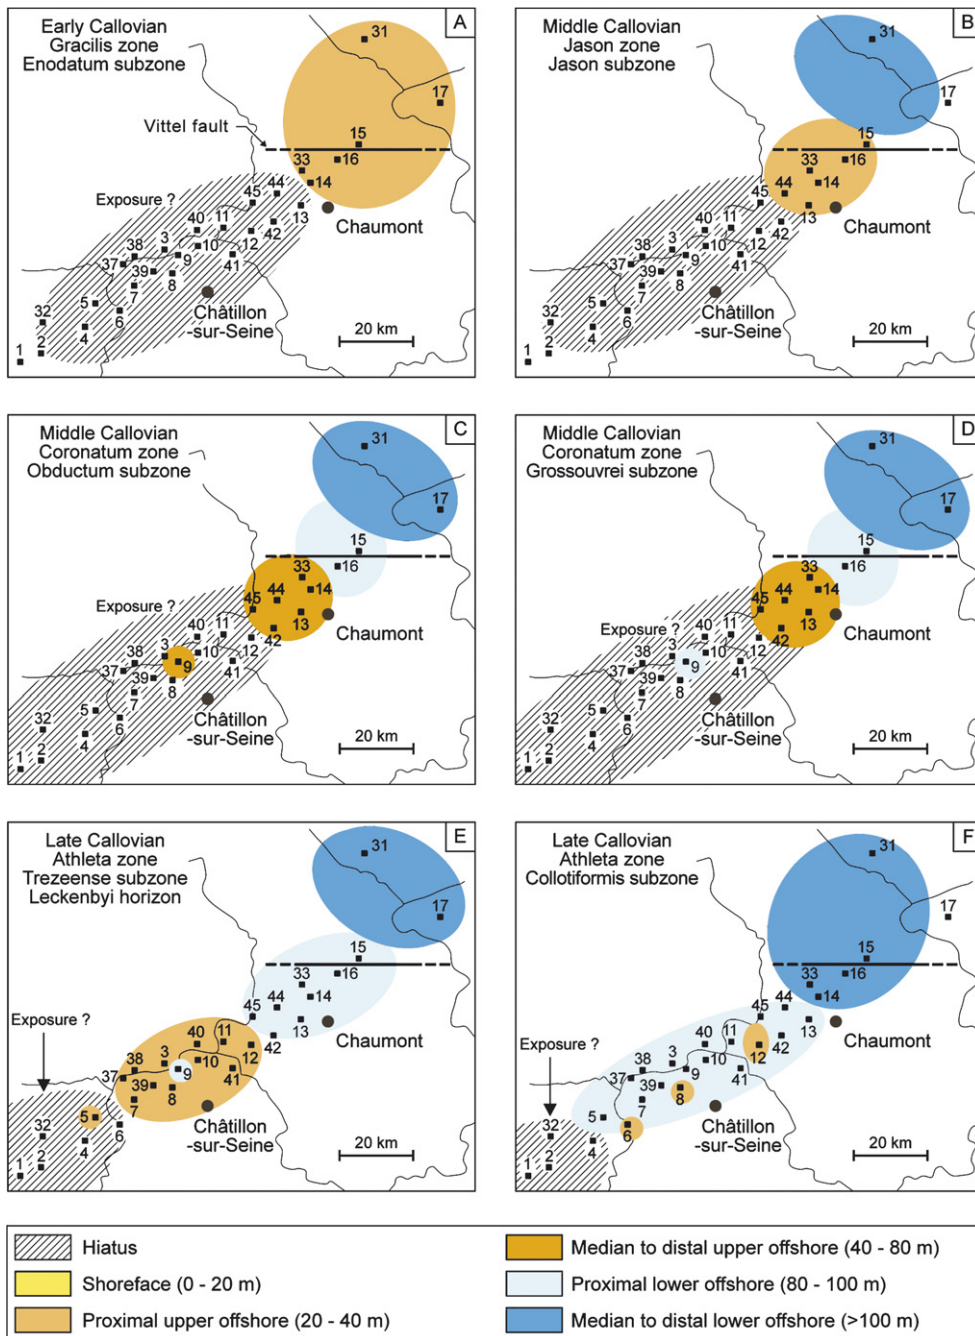 A
Early Callovian
Gracilis zone
Enodatum subzone
31
17
Vittel fault
15
33
16
44
14
Exposure ?
45
40
11
13
Chaumont
38
3
42
10
12
37
9
41
39
8
7
5
Châtillon
-sur-Seine
32
6
4
20 km
1
2
B
Middle Callovian
Jason zone
Jason subzone
31
17
15
33
16
44
14
45
40
11
13
Chaumont
38
3
42
10
12
37
9
41
39
8
7
5
Châtillon
-sur-Seine
32
6
4
20 km
1
2
C
Middle Callovian
Coronatum zone
Obductum subzone
31
17
15
33
16
44
14
Exposure ?
45
40
11
13
Chaumont
38
3
42
10
12
37
9
41
39
8
7
5
Châtillon
-sur-Seine
32
6
4
20 km
1
2
D
Middle Callovian
Coronatum zone
Grossouvrei subzone
31
17
15
33
16
44
14
Exposure ?
45
40
11
13
Chaumont
38
3
42
10
12
37
9
41
39
8
7
5
Châtillon
-sur-Seine
32
6
4
20 km
1
2
E
Late Callovian
Athleta zone
Trezeense subzone
Leckenbyi horizon
31
17
15
33
16
44
14
Exposure ?
45
40
11
13
Chaumont
38
3
42
10
12
37
9
41
39
8
7
5
Châtillon
-sur-Seine
32
6
4
20 km
1
2
F
Late Callovian
Athleta zone
Collotiformis subzone
31
17
15
33
16
44
14
Exposure ?
45
40
11
13
Chaumont
38
3
42
10
12
37
9
41
39
8
7
5
Châtillon
-sur-Seine
32
6
4
20 km
1
2
Hiatus
Shoreface (0 - 20 m)
Proximal upper offshore (20 - 40 m)
Median to distal upper offshore (40 - 80 m)
Proximal lower offshore (80 - 100 m)
Median to distal lower offshore (>100 m)